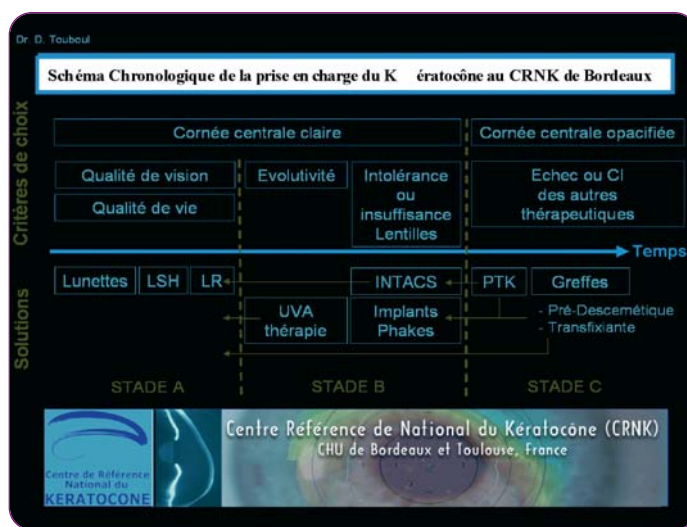 Dr. D. Touboul
Schéma Chronologique de la prise en charge du K ératocône au CRNK de Bordeaux
Critères de choix
Cornée centrale claire
Cornée centrale opacifiée
Qualité de vision
Evolutivité
Intolérance
ou
insuffisance
Lentilles
Echec ou CI
des autres
thérapeutiques
Qualité de vie
Temps
Solutions
Lunettes
LSH
LR
INTACS
PTK
Greffes
UVA
thérapie
Implants
Phakes
- Pré-Descemétique
- Transfixiante
STADE A
STADE B
STADE C
Centre de Référence
National du
KERATOCONE
Centre Référence de National du Kératocône (CRNK)
CHU de Bordeaux et Toulouse, France